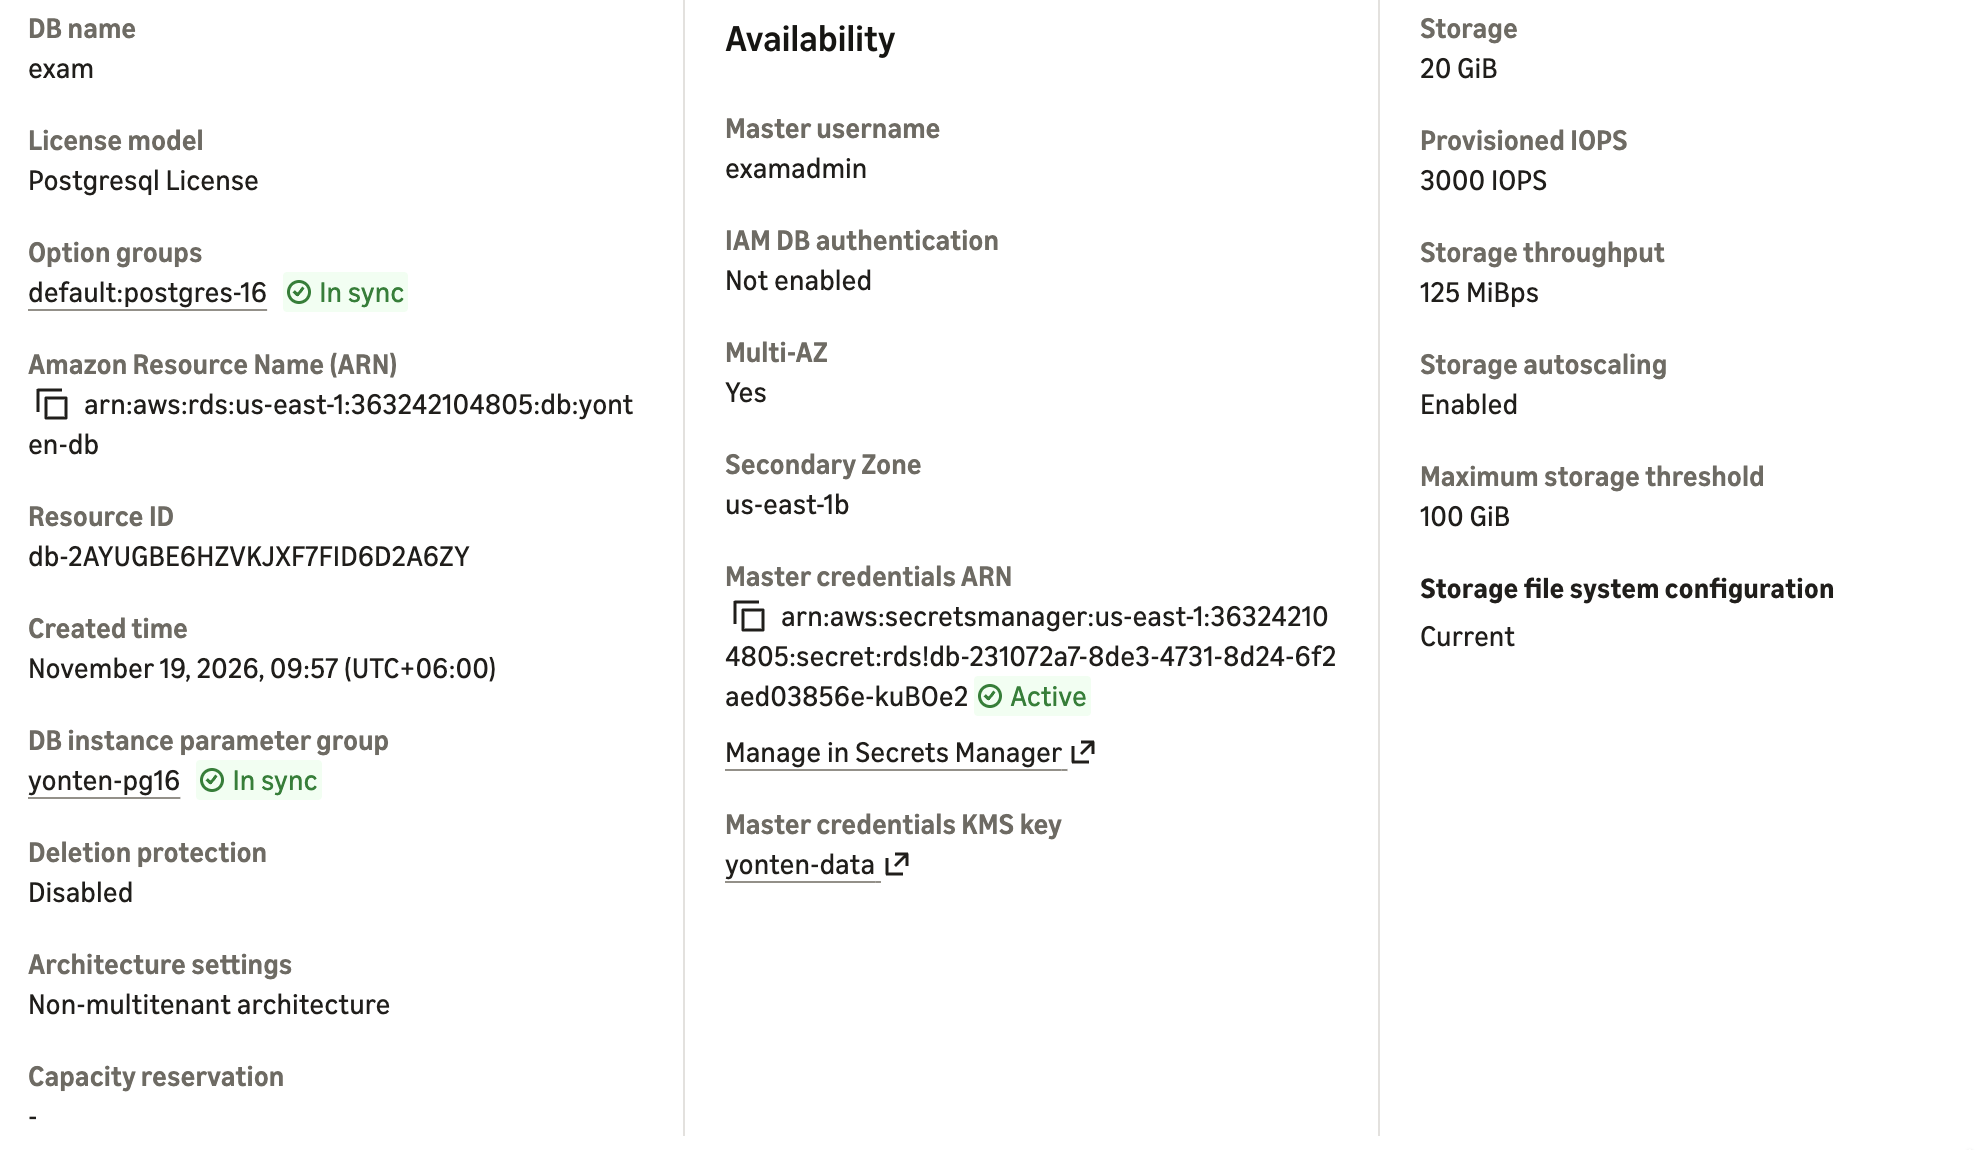 DB name
exam
License model
Postgresql License
Option groups
default:postgres-16 In sync
Amazon Resource Name (ARN)
arn:aws:rds:us-east-1:363242104805:db:yont
en-db
Resource ID
db-2AYUGBE6HZVKJXF7FID6D2A6ZY
Created time
November 19, 2026, 09:57 (UTC+06:00)
DB instance parameter group
yonten-pg16 In sync
Deletion protection
Disabled
Architecture settings
Non-multitenant architecture
Capacity reservation
-
Availability
Master username
examadmin
IAM DB authentication
Not enabled
Multi-AZ
Yes
Secondary Zone
us-east-1b
Master credentials ARN
arn:aws:secretsmanager:us-east-1:36324210
4805:secret:rds!db-231072a7-8de3-4731-8d24-6f2
aed03856e-kuBOe2 Active
Manage in Secrets Manager
Master credentials KMS key
yonten-data
Storage
20 GiB
Provisioned IOPS
3000 IOPS
Storage throughput
125 MiBps
Storage autoscaling
Enabled
Maximum storage threshold
100 GiB
Storage file system configuration
Current